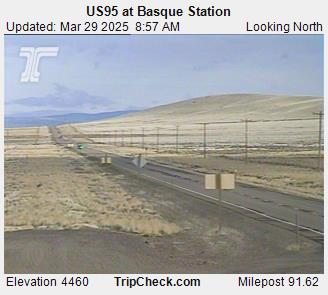 US95 at Basque Station
Updated: Mar 29 2025 8:57 AM Looking North
Elevation 4460 TripCheck.com Milepost 91.62